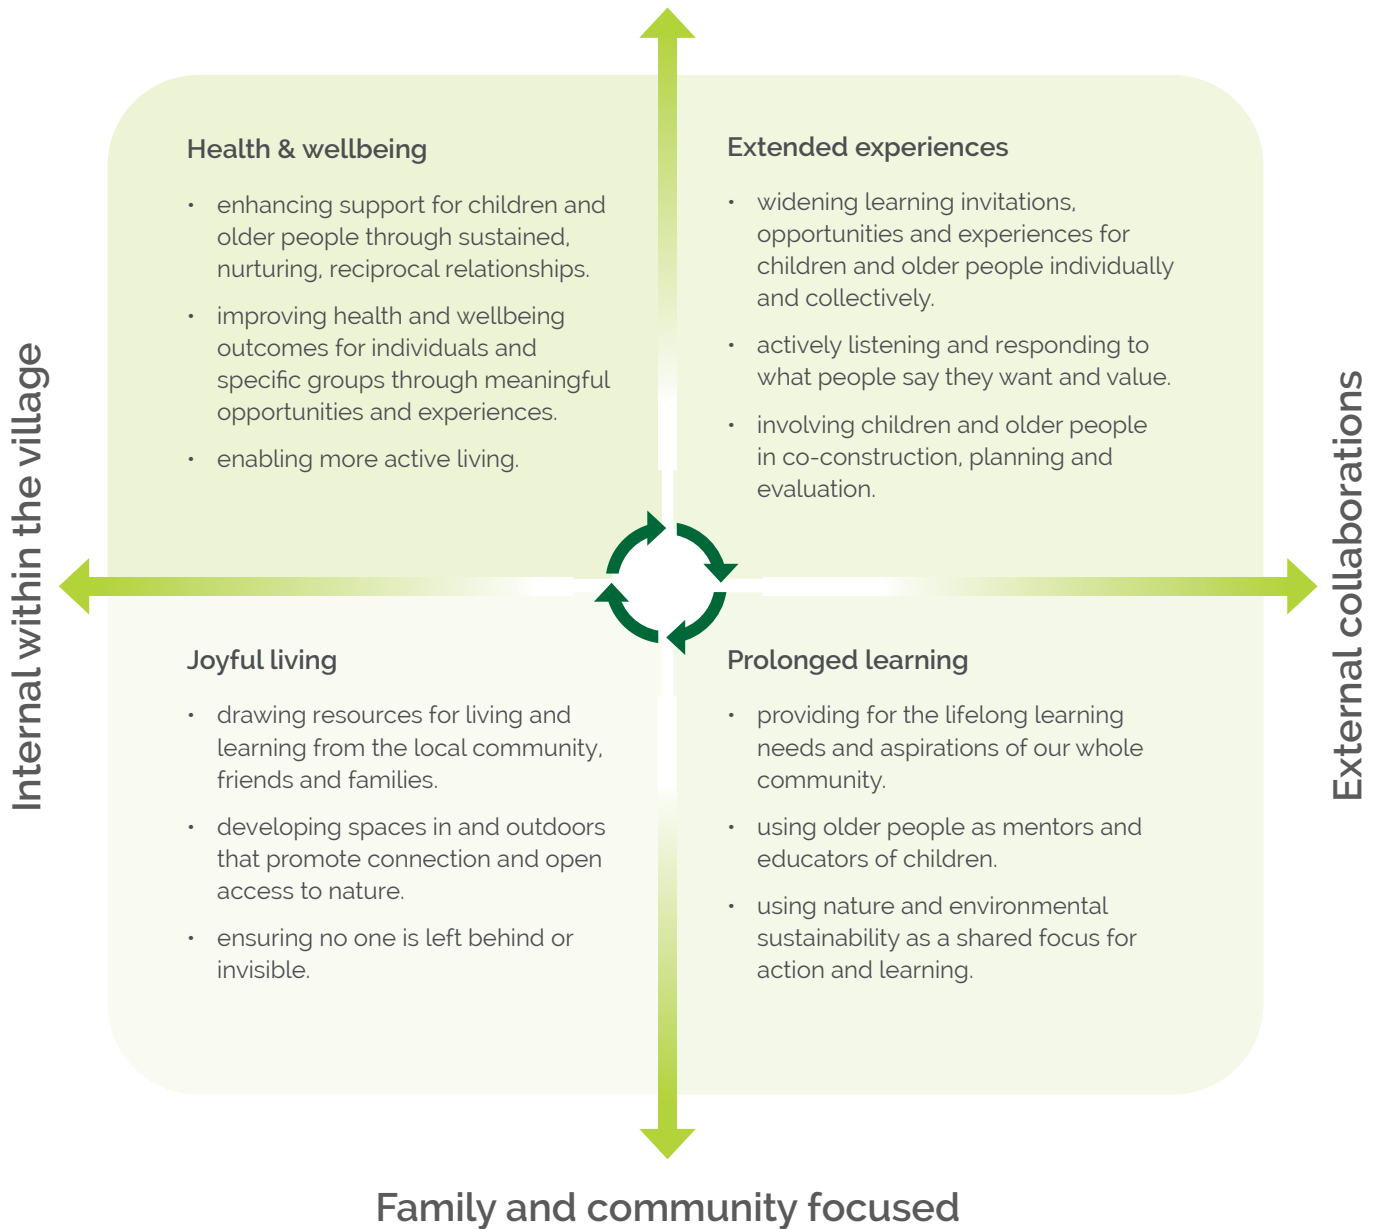 Health & wellbeing
• enhancing support for children and
older people through sustained,
nurturing, reciprocal relationships.
• improving health and wellbeing
outcomes for individuals and
specific groups through meaningful
opportunities and experiences.
• enabling more active living.
Extended experiences
• widening learning invitations,
opportunities and experiences for
children and older people individually
and collectively.
• actively listening and responding to
what people say they want and value.
• involving children and older people
in co-construction, planning and
evaluation.
Internal within the village
External collaborations
Joyful living
• drawing resources for living and
learning from the local community,
friends and families.
• developing spaces in and outdoors
that promote connection and open
access to nature.
• ensuring no one is left behind or
invisible.
Prolonged learning
• providing for the lifelong learning
needs and aspirations of our whole
community.
• using older people as mentors and
educators of children.
• using nature and environmental
sustainability as a shared focus for
action and learning.
Family and community focused